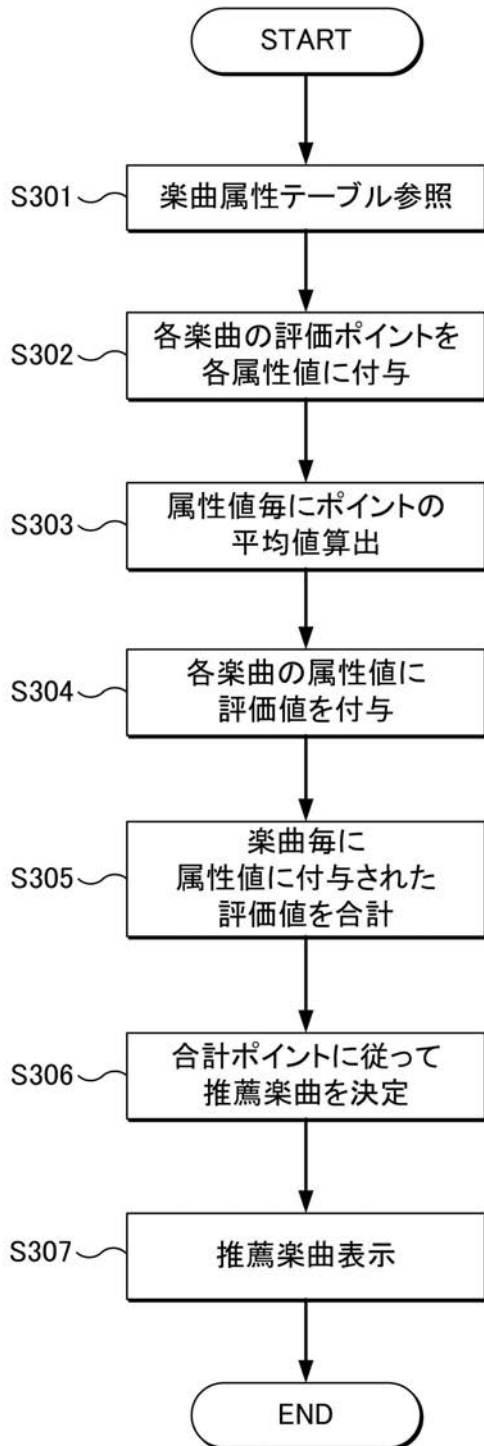 START
S301
楽曲属性テーブル参照
S302
各楽曲の評価ポイントを
各属性値に付与
S303
属性値毎にポイントの
平均値算出
S304
各楽曲の属性値に
評価値を付与
S305
楽曲毎に
属性値に付与された
評価値を合計
S306
合計ポイントに従って
推薦楽曲を決定
S307
推薦楽曲表示
END